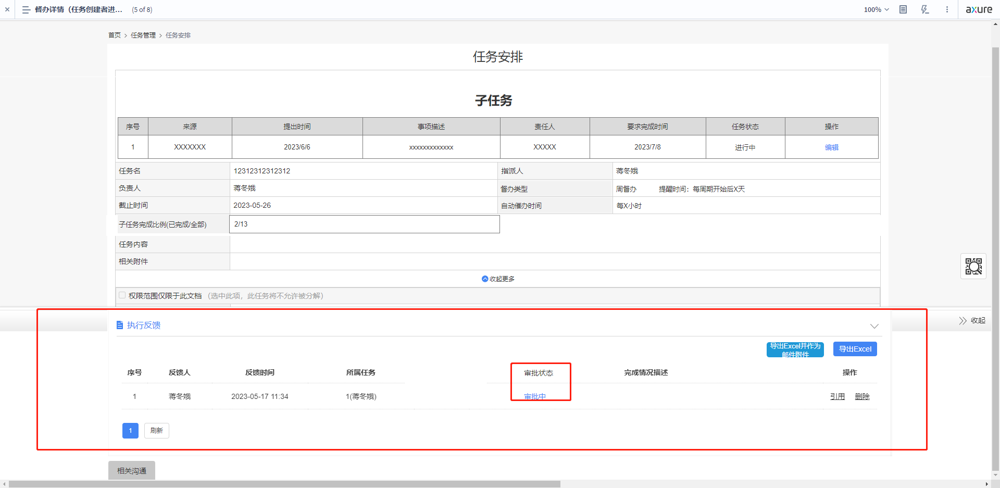 督办详情（任务创建者进... (5 of 8)
100%
axure
首页 > 任务管理 > 任务安排
任务安排
子任务
序号 来源 提出时间 事项描述 责任人 要求完成时间 任务状态 操作
1 XXXXXXX 2023/6/6 xxxxxxxxxxxxx XXXXX 2023/7/8 进行中 编辑
任务名 12312312312312 指派人 蒋冬娥
负责人 蒋冬娥 督办类型 周督办 提醒时间：每周期开始后X天
截止时间 2023-05-26 自动催办时间 每X小时
子任务完成比例(已完成/全部) 2/13
任务内容
相关附件
收起更多
权限范围仅限于此文档 （选中此项，此任务将不允许被分解）
执行反馈
收起
导出Excel并作为
邮件附件
导出Excel
序号 反馈人 反馈时间 所属任务 审批状态 完成情况描述 操作
1 蒋冬娥 2023-05-17 11:34 1(蒋冬娥) 审批中 引用 删除
1 刷新
相关沟通